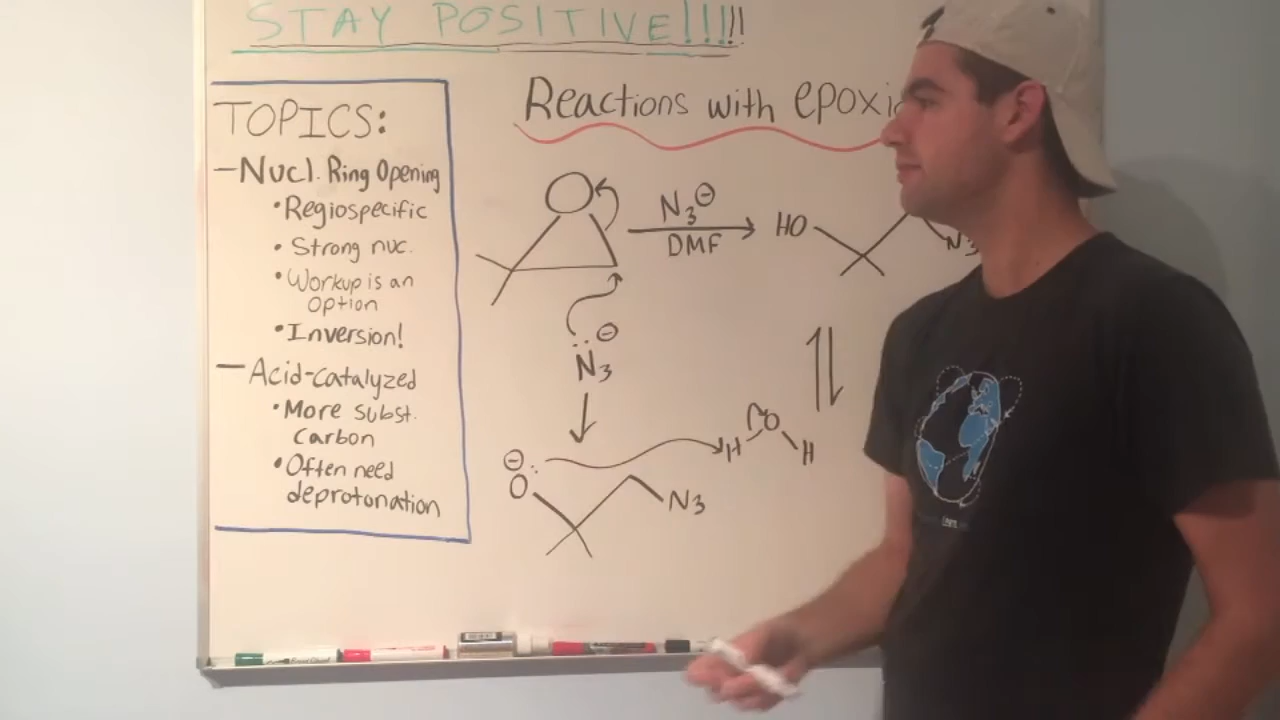 STAY POSITIVE!!!!!!
TOPICS:
Reactions with
– Nucl. Ring Opening
• Regiospecific
• Strong nuc.
• Workup is an
Option
• Inversion!
– Acid-catalyzed
• More subst.
Carbon
• Often need
deprotonation
O
N3⊖
DMF
HO
N3
⊖
N3
⊖
O
N3
H
O
H